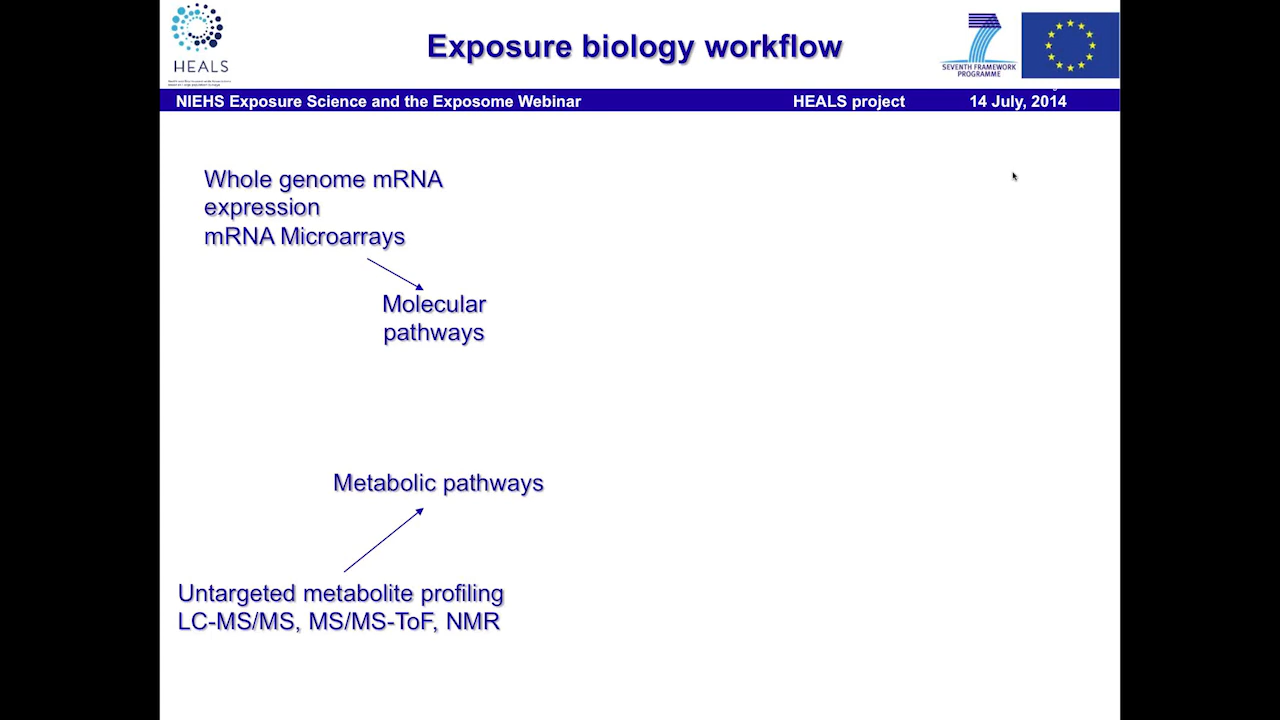 HEALS
Exposure biology workflow
SEVENTH FRAMEWORK
PROGRAMME
NIEHS Exposure Science and the Exposome Webinar HEALS project 14 July, 2014
Whole genome mRNA
expression
mRNA Microarrays
Molecular
pathways
Metabolic pathways
Untargeted metabolite profiling
LC-MS/MS, MS/MS-ToF, NMR